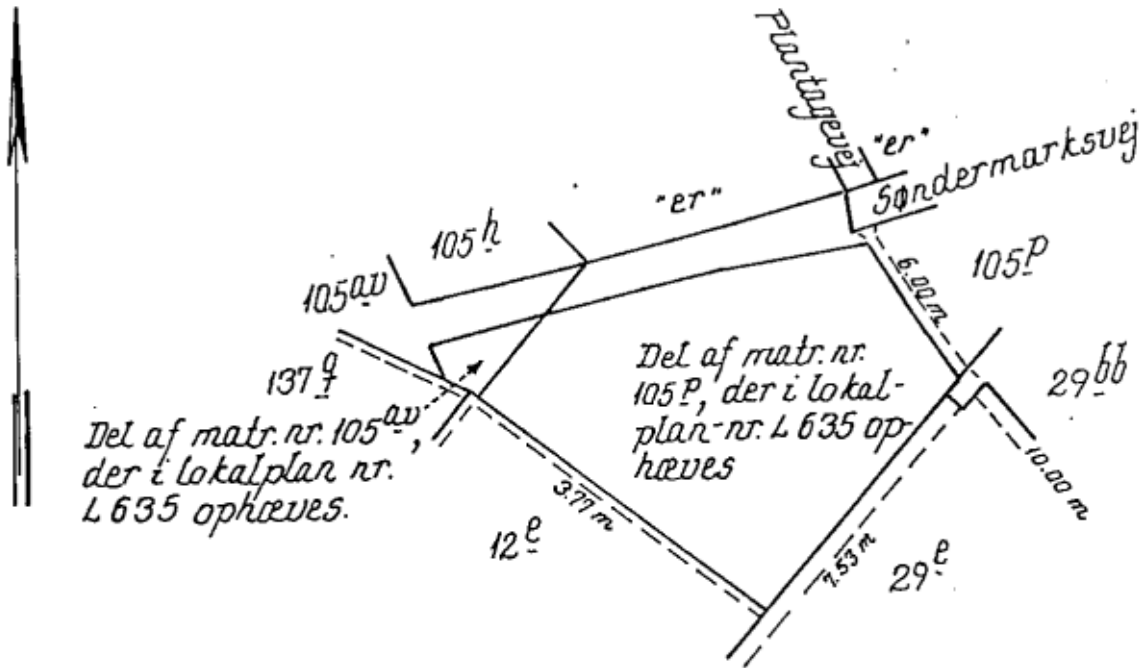 Plantagevej
"er"
Søndermarksvej
"er"
105h
105av
6.00 m
105p
137
Del af matr. nr.
105p, der i lokal-
plan-nr. L 635 op-
hæves
29bb
Del af matr. nr. 105av,
der i lokalplan nr.
L 635 ophæves.
10.00 m
3.77 m
12e
7.53 m
29e